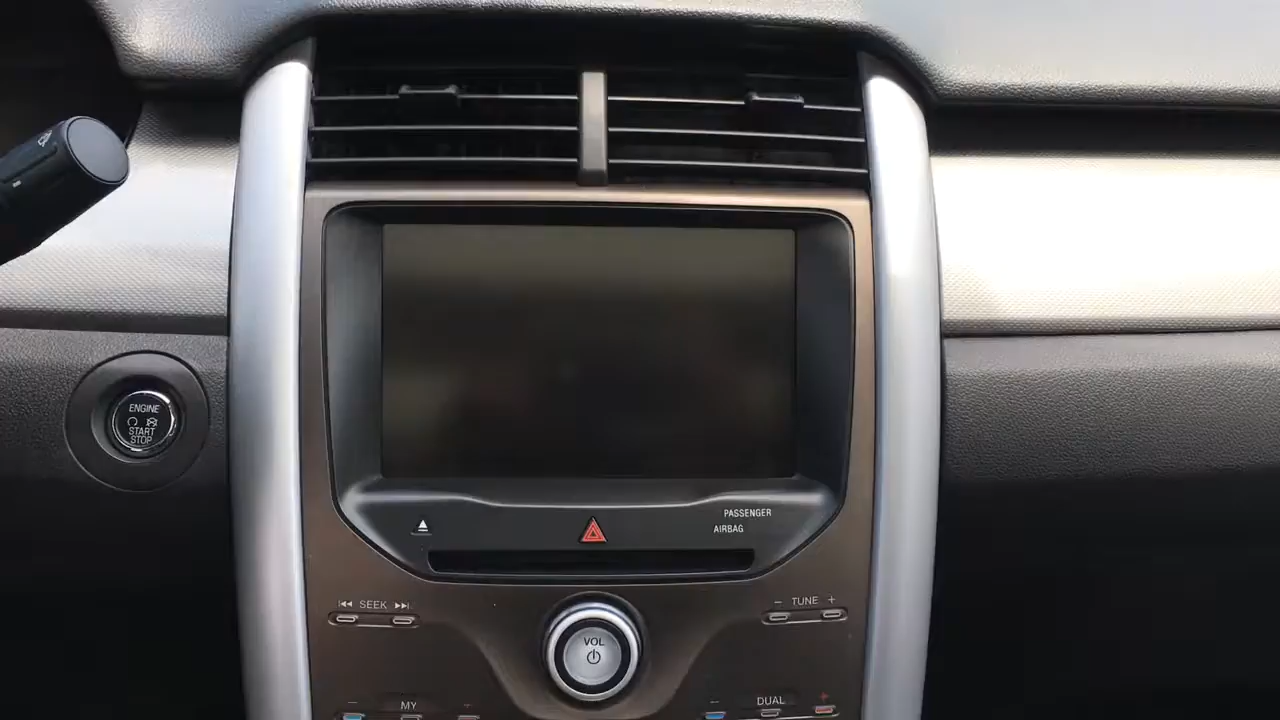 ENGINE
START
STOP
PASSENGER
AIRBAG
SEEK
− TUNE +
VOL
MY
− DUAL +